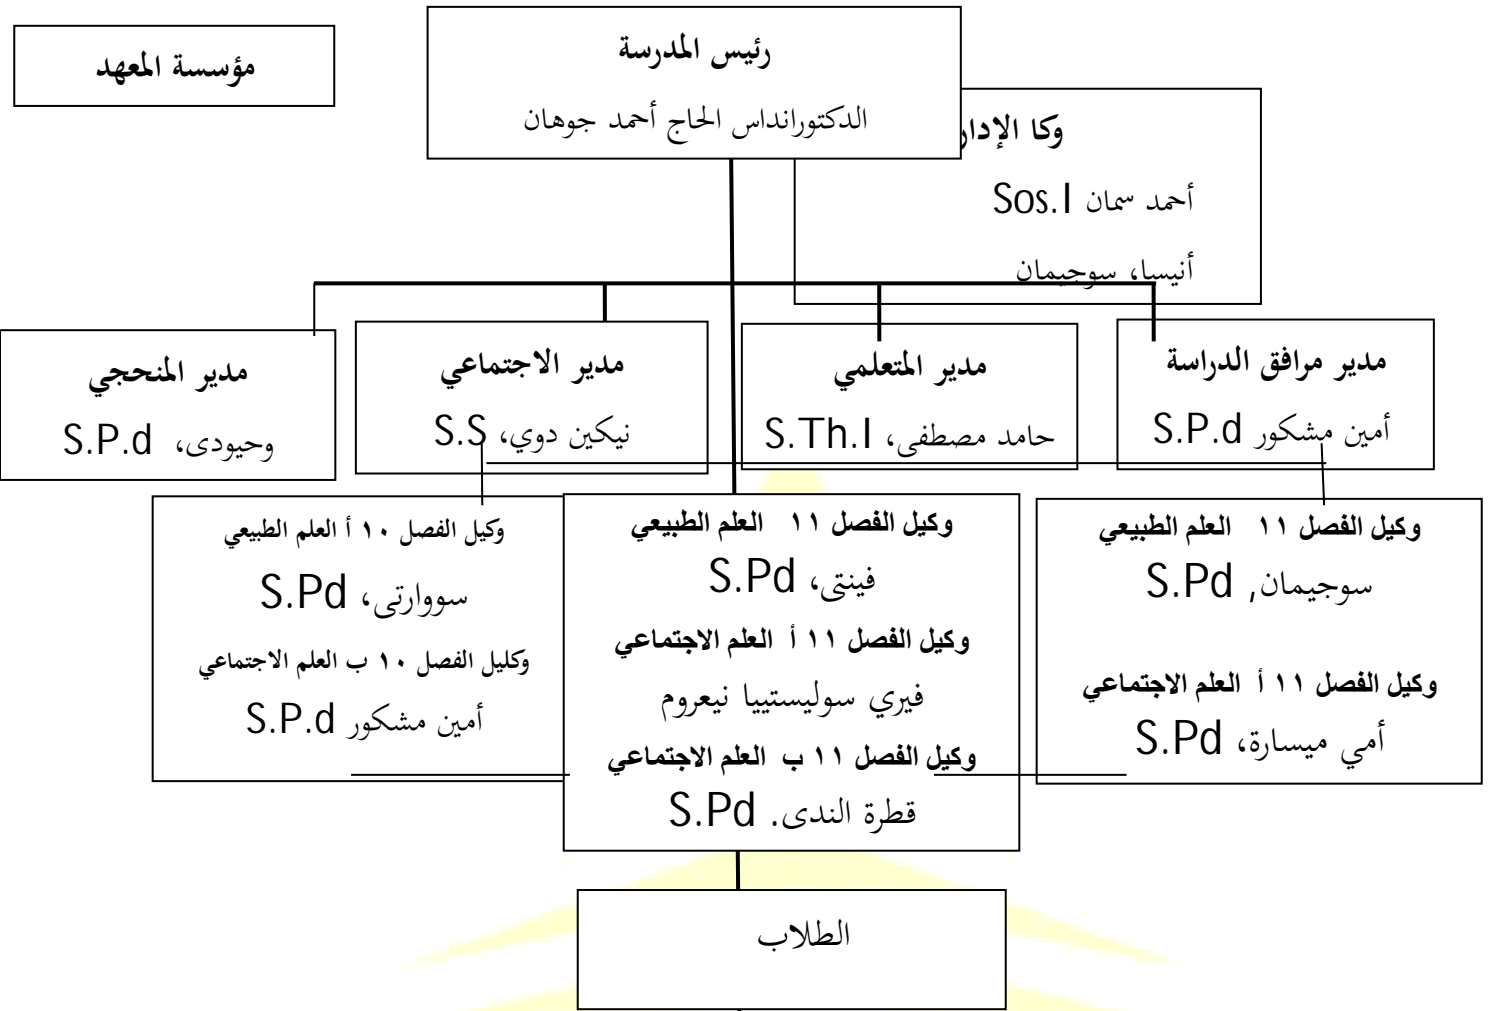 مؤسسة المعهد
رئيس المدرسة
الدكتورانداس الحاج أحمد جوهان
وكا الإدار
أحمد سمان Sos.I
أنيسا، سوجيمان
مدير مرافق الدراسة
أمين مشكور S.P.d
مدير المتعلمي
حامد مصطفى، S.Th.I
مدير الاجتماعي
نيكين دوي، S.S
مدير المنحجي
وحيودى، S.P.d
وكيل الفصل ١١ العلم الطبيعي
سوجيمان, S.Pd
وكيل الفصل ١١ أ العلم الاجتماعي
أمي ميسارة، S.Pd
وكيل الفصل ١١ العلم الطبيعي
فينتى، S.Pd
وكيل الفصل ١١ أ العلم الاجتماعي
فيري سوليستييا نيعروم
وكيل الفصل ١١ ب العلم الاجتماعي
قطرة الندى. S.Pd
وكيل الفصل ١٠ أ العلم الطبيعي
سووارتى، S.Pd
وكليل الفصل ١٠ ب العلم الاجتماعي
أمين مشكور S.P.d
الطلاب